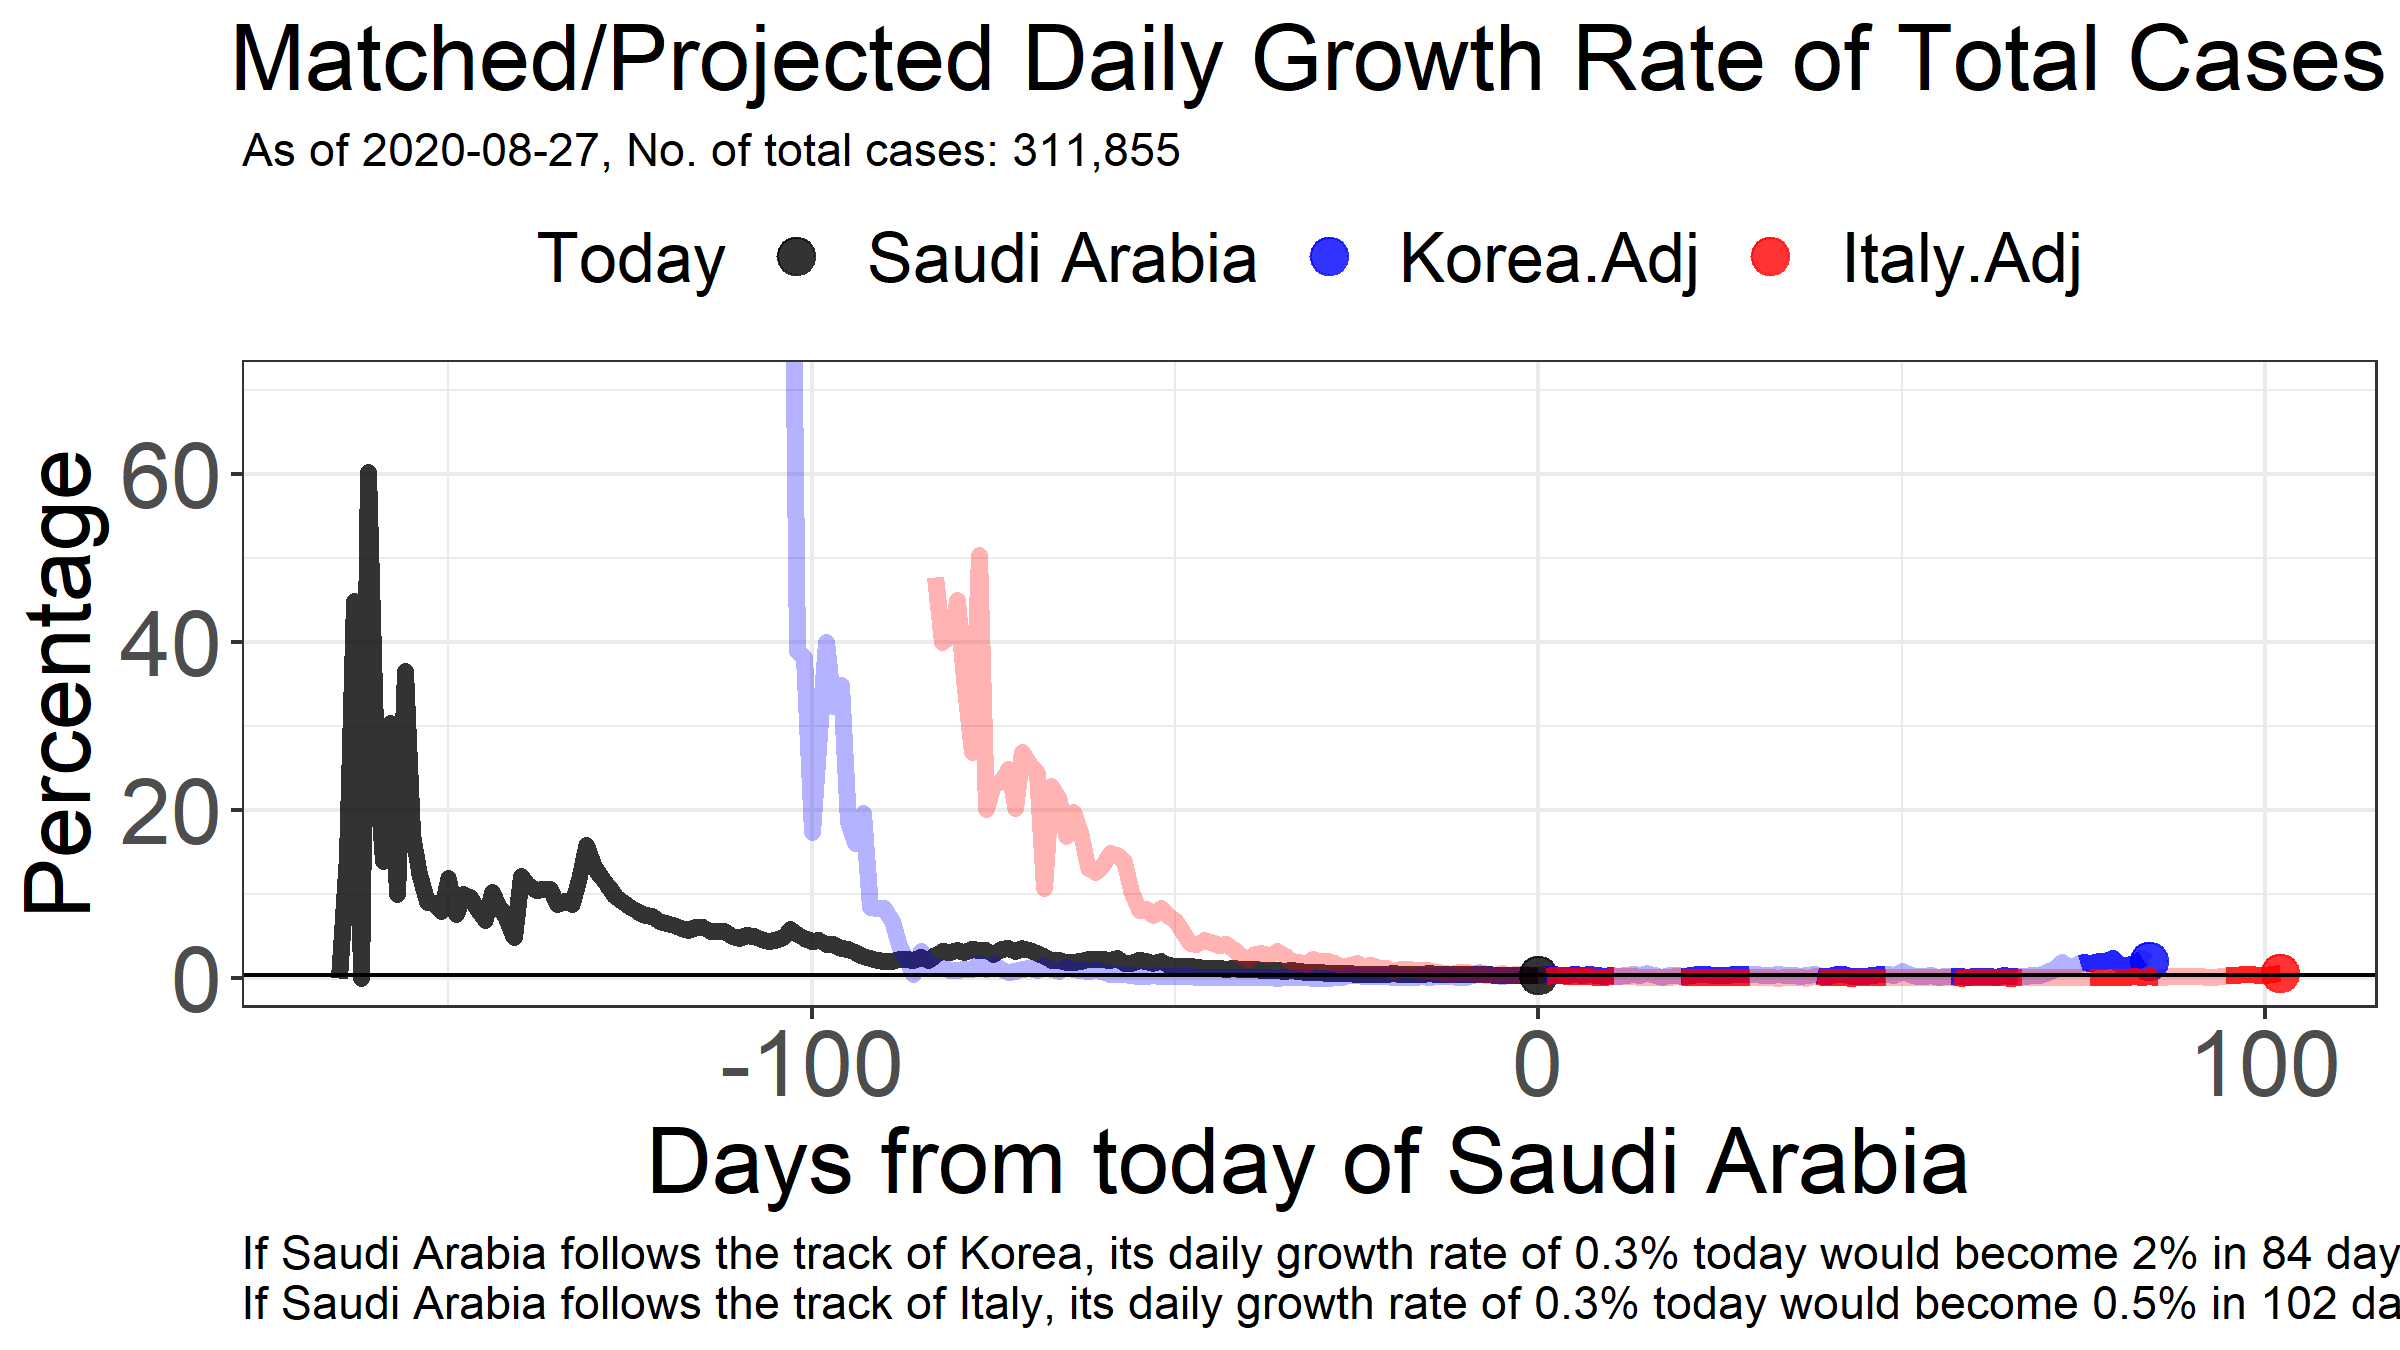 Matched/Projected Daily Growth Rate of Total Cases
As of 2020-08-27, No. of total cases: 311,855
Today Saudi Arabia Korea.Adj Italy.Adj
Percentage
60
40
20
0
-100 0 100
Days from today of Saudi Arabia
If Saudi Arabia follows the track of Korea, its daily growth rate of 0.3% today would become 2% in 84 day
If Saudi Arabia follows the track of Italy, its daily growth rate of 0.3% today would become 0.5% in 102 da